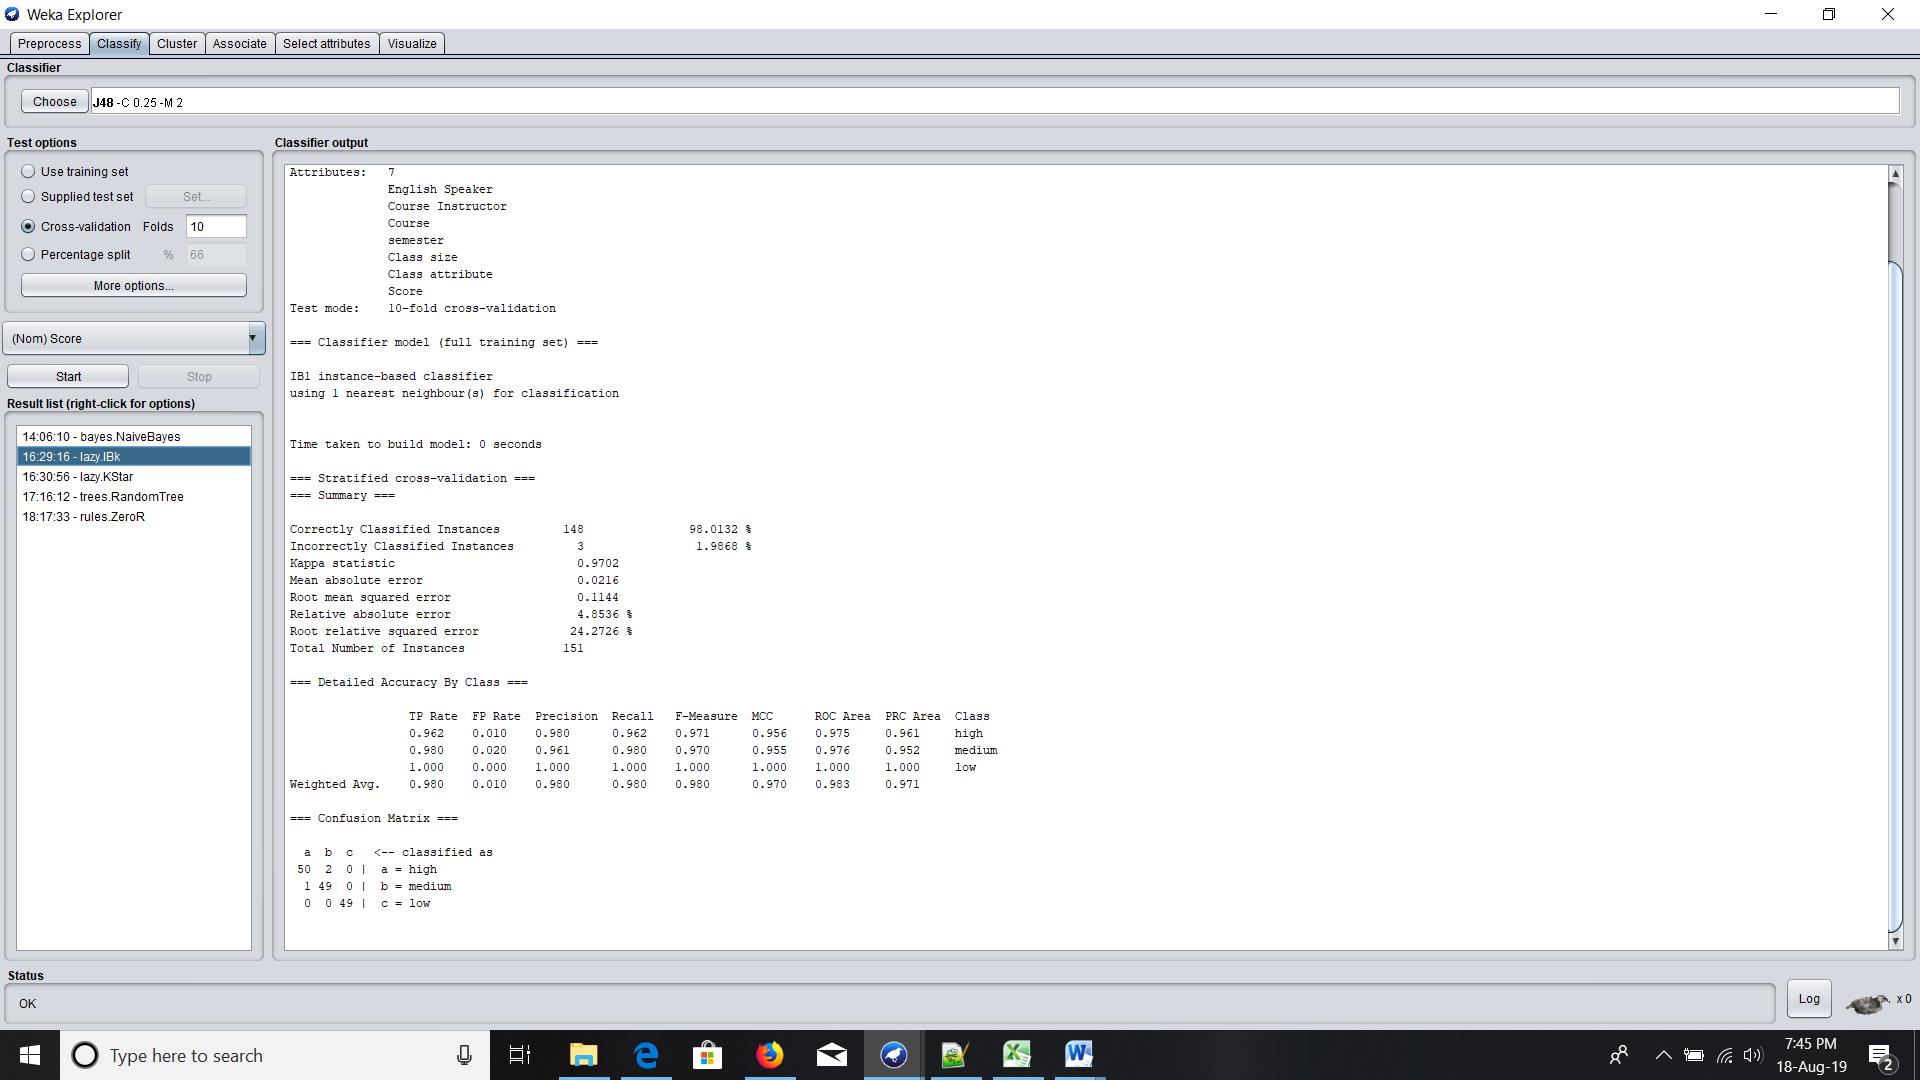 Weka Explorer
Preprocess Classify Cluster Associate Select attributes Visualize
Classifier
Choose J48 -C 0.25 -M 2
Test options
Use training set
Supplied test set Set...
Cross-validation Folds 10
Percentage split % 66
More options...
(Nom) Score
Start Stop
Result list (right-click for options)
14:06:10 - bayes.NaiveBayes
16:29:16 - lazy.IBk
16:30:56 - lazy.KStar
17:16:12 - trees.RandomTree
18:17:33 - rules.ZeroR
Classifier output
Attributes: 7
English Speaker
Course Instructor
Course
semester
Class size
Class attribute
Score
Test mode: 10-fold cross-validation
=== Classifier model (full training set) ===
IB1 instance-based classifier
using 1 nearest neighbour(s) for classification
Time taken to build model: 0 seconds
=== Stratified cross-validation ===
=== Summary ===
Correctly Classified Instances 148 98.0132 %
Incorrectly Classified Instances 3 1.9868 %
Kappa statistic 0.9702
Mean absolute error 0.0216
Root mean squared error 0.1144
Relative absolute error 4.8536 %
Root relative squared error 24.2726 %
Total Number of Instances 151
=== Detailed Accuracy By Class ===
TP Rate FP Rate Precision Recall F-Measure MCC ROC Area PRC Area Class
0.962 0.010 0.980 0.962 0.971 0.956 0.975 0.961 high
0.980 0.020 0.961 0.980 0.970 0.955 0.976 0.952 medium
1.000 0.000 1.000 1.000 1.000 1.000 1.000 1.000 low
Weighted Avg. 0.980 0.010 0.980 0.980 0.980 0.970 0.983 0.971
=== Confusion Matrix ===
a b c <-- classified as
50 2 0 | a = high
1 49 0 | b = medium
0 0 49 | c = low
Status
OK
Log x 0
Type here to search
7:45 PM
18-Aug-19
2